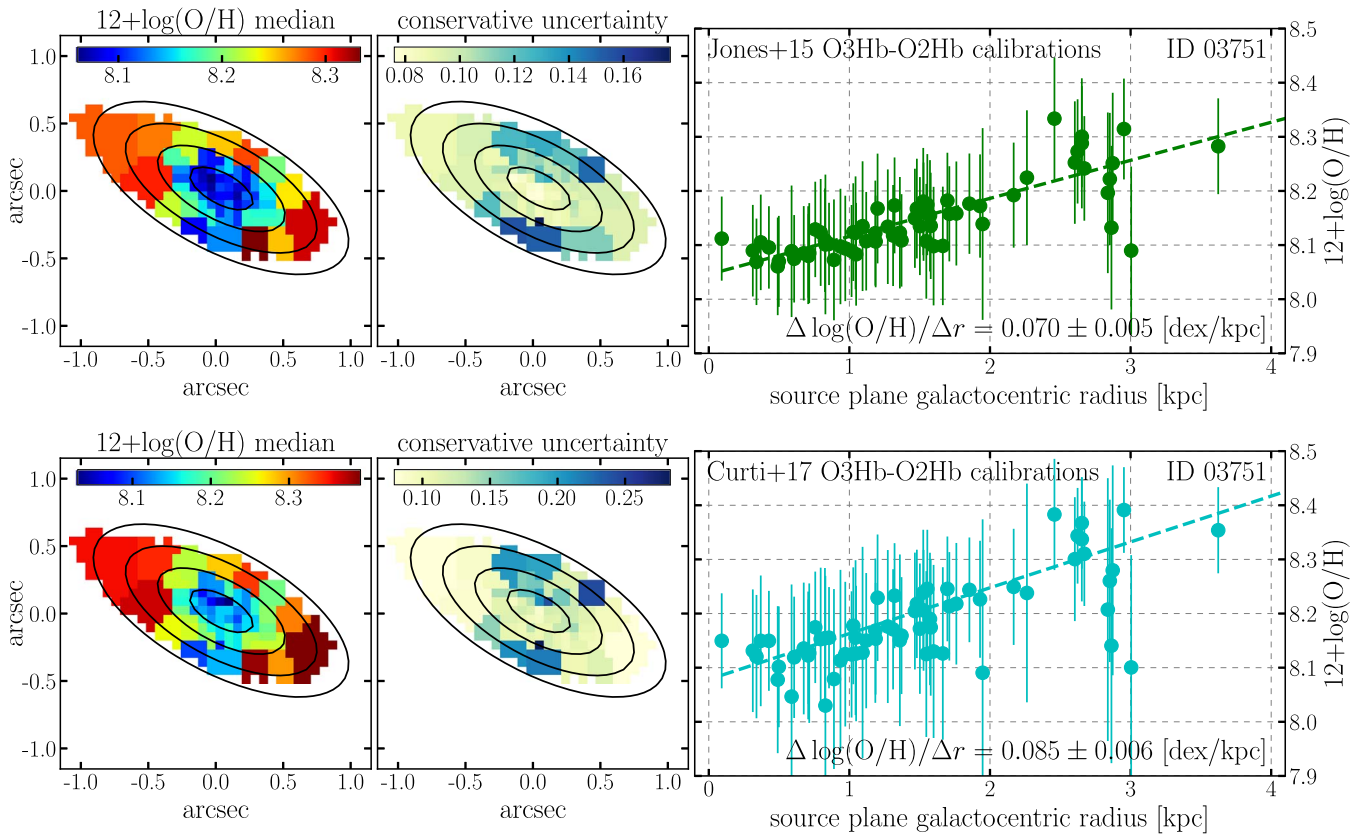 12+log(O/H) median
conservative uncertainty
8.1 8.2 8.3
0.08 0.10 0.12 0.14 0.16
1.0
0.5
0.0
-0.5
-1.0
arcsec
-1.0 -0.5 0.0 0.5 1.0
arcsec
-1.0 -0.5 0.0 0.5 1.0
arcsec
Jones+15 O3Hb-O2Hb calibrations ID 03751
Δ log(O/H)/Δr = 0.070 ± 0.005 [dex/kpc]
8.5
8.4
8.3
8.2
8.1
8.0
7.9
12+log(O/H)
0 1 2 3 4
source plane galactocentric radius [kpc]
12+log(O/H) median
conservative uncertainty
8.1 8.2 8.3
0.10 0.15 0.20 0.25
1.0
0.5
0.0
-0.5
-1.0
arcsec
-1.0 -0.5 0.0 0.5 1.0
arcsec
-1.0 -0.5 0.0 0.5 1.0
arcsec
Curti+17 O3Hb-O2Hb calibrations ID 03751
Δ log(O/H)/Δr = 0.085 ± 0.006 [dex/kpc]
8.5
8.4
8.3
8.2
8.1
8.0
7.9
12+log(O/H)
0 1 2 3 4
source plane galactocentric radius [kpc]